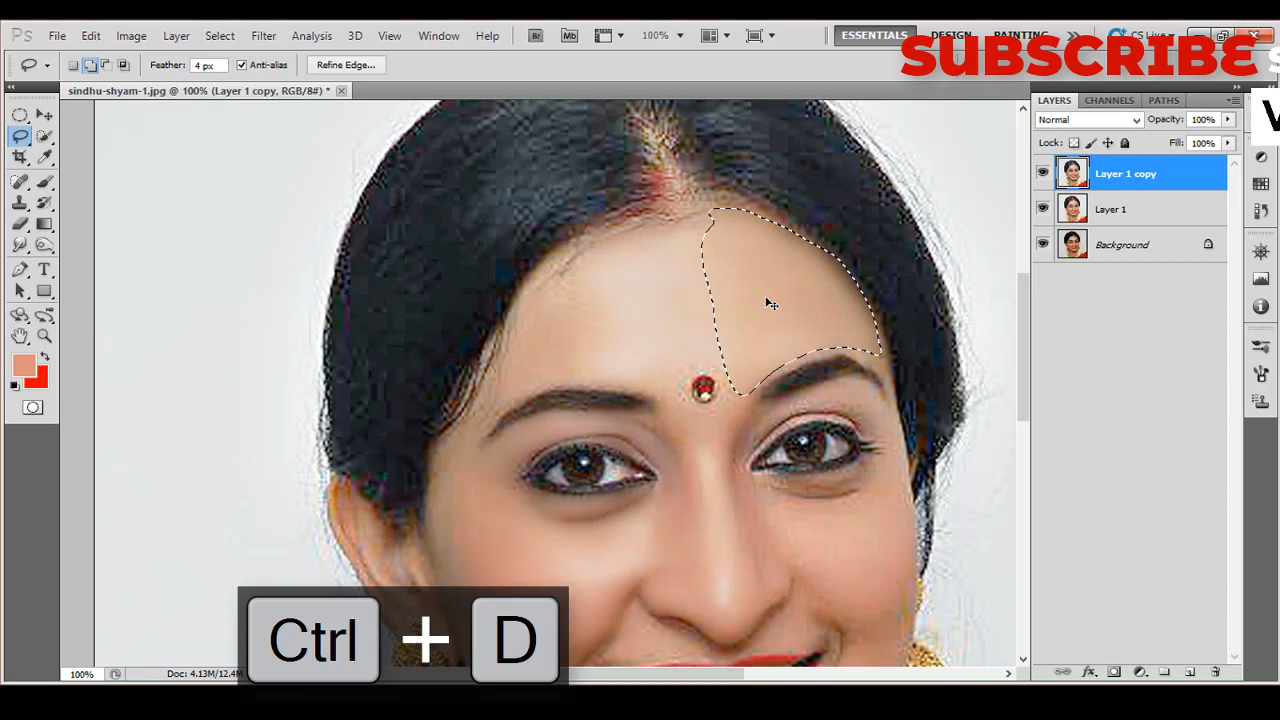 Ps File Edit Image Layer Select Filter Analysis 3D View Window Help Br Mb 100% ESSENTIALS DESIGN PAINTING CS Live
SUBSCRIBE
Feather: 4 px Anti-alias Refine Edge...
sindhu-shyam-1.jpg @ 100% (Layer 1 copy, RGB/8#) *
LAYERS CHANNELS PATHS
Normal Opacity: 100%
Lock: Fill: 100%
Layer 1 copy
Layer 1
Background
T
Ctrl + D
100% Doc: 4.13M/12.4M